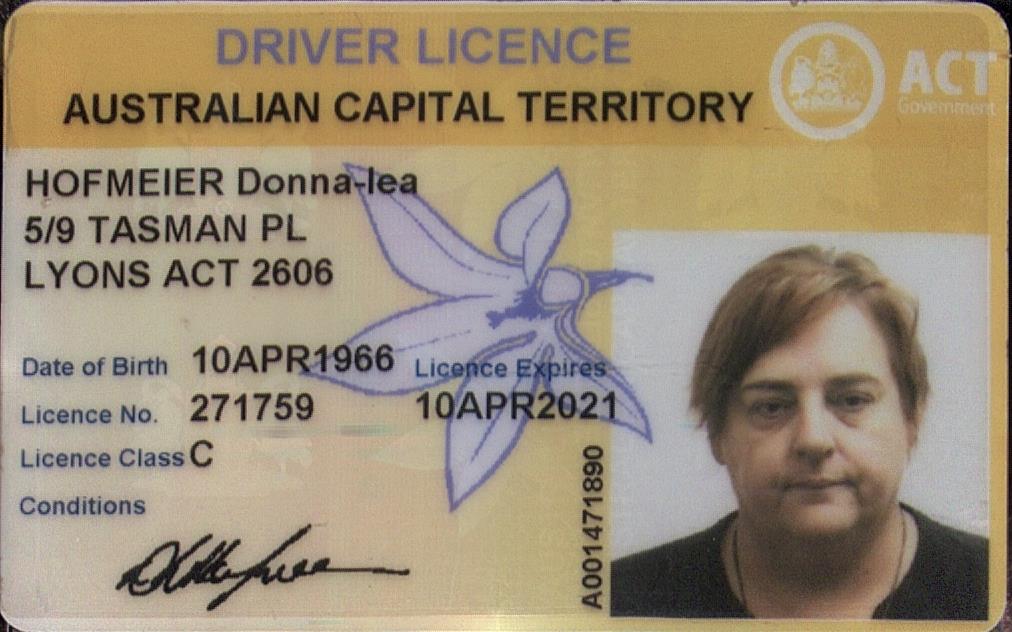 DRIVER LICENCE
AUSTRALIAN CAPITAL TERRITORY
ACT
Government
HOFMEIER Donna-lea
5/9 TASMAN PL
LYONS ACT 2606
Date of Birth 10APR1966
Licence Expires
Licence No. 271759
10APR2021
Licence Class C
Conditions
A001471890